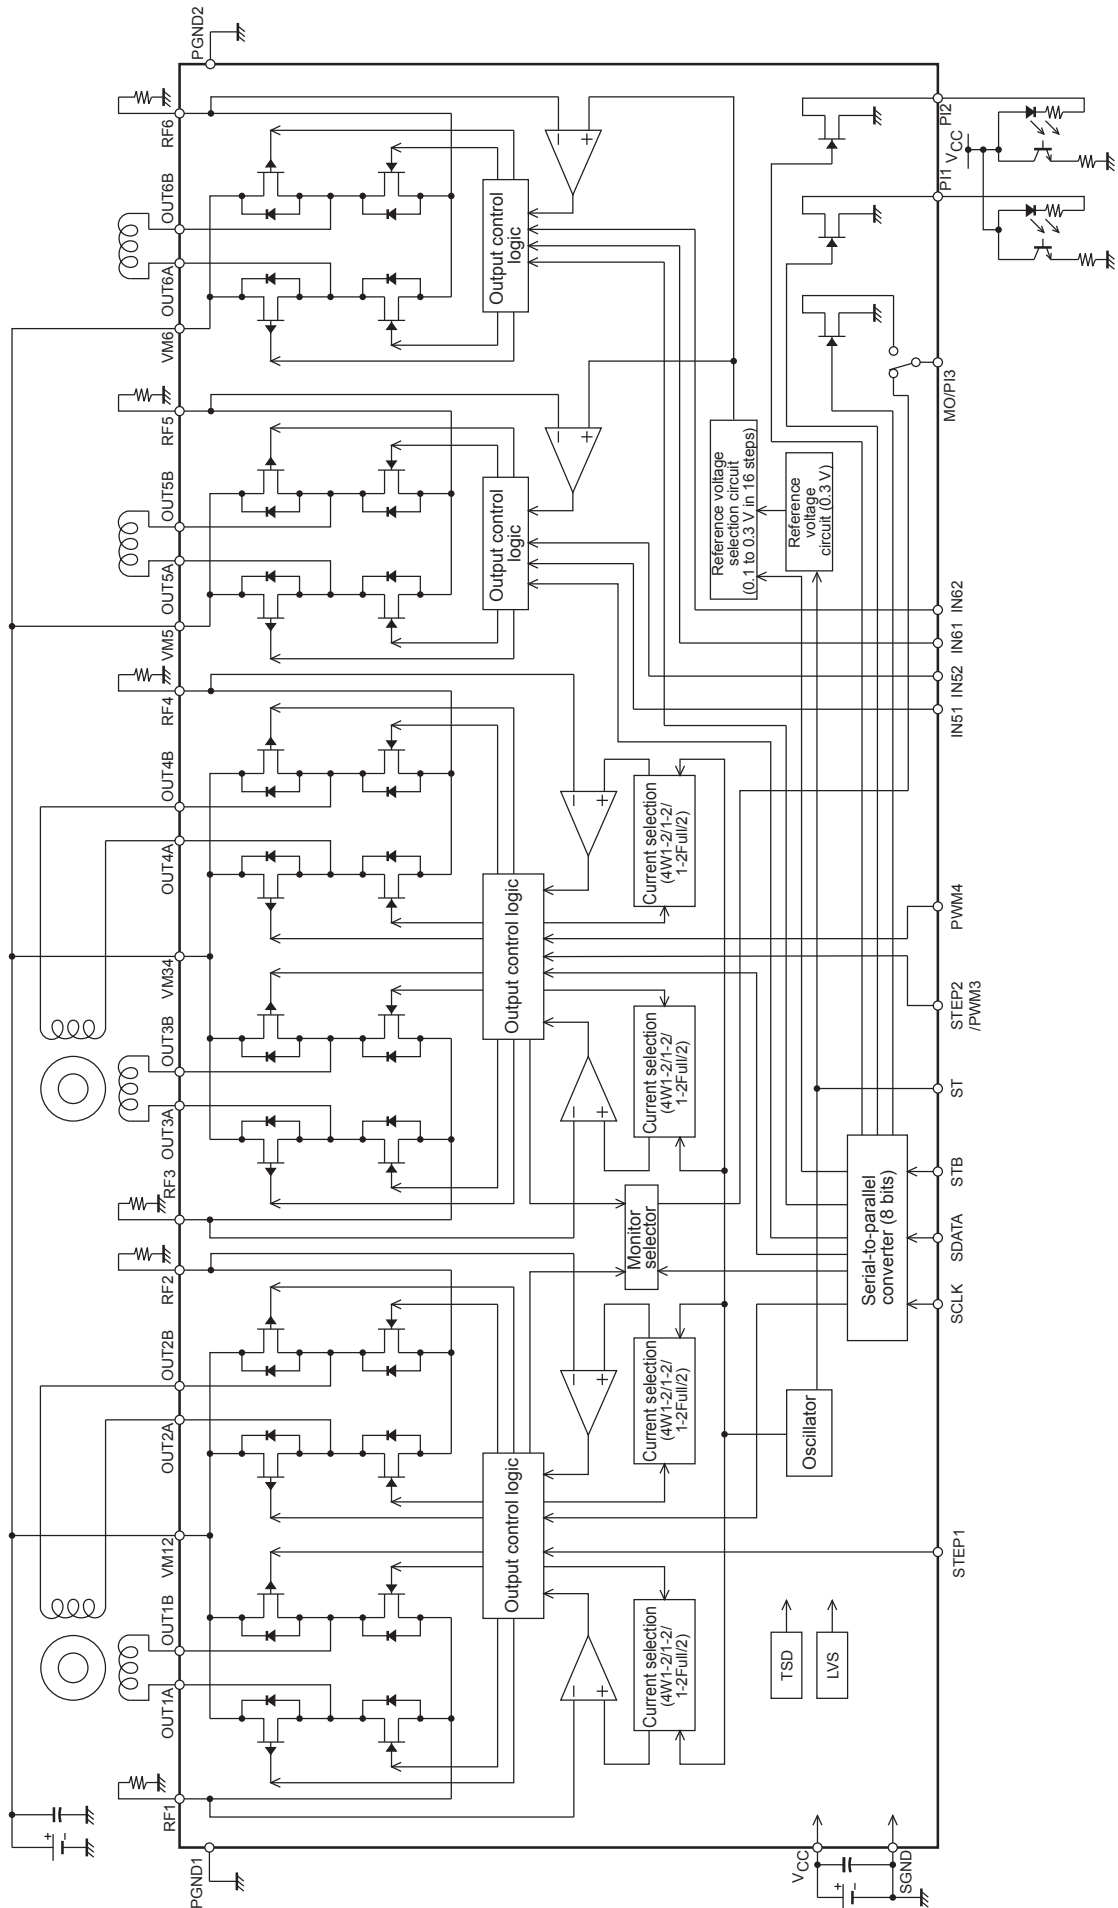 PGND1
RF1
OUT1A
OUT1B
VM12
OUT2A
OUT2B
RF2
RF3
OUT3A
OUT3B
VM34
OUT4A
OUT4B
RF4
VM5
OUT5A
OUT5B
RF5
VM6
OUT6A
OUT6B
RF6
PGND2
+
−
Output control logic
Output control logic
Output control
logic
Output control
logic
−
+
−
+
−
+
−
+
−
+
−
+
Current selection
(4W1-2/1-2/
1-2Full/2)
Current selection
(4W1-2/1-2/
1-2Full/2)
Monitor
selector
Current selection
(4W1-2/1-2/
1-2Full/2)
Current selection
(4W1-2/1-2/
1-2Full/2)
Reference voltage
selection circuit
(0.1 to 0.3 V in 16 steps)
Reference
voltage
circuit (0.3 V)
TSD
LVS
Oscillator
Serial-to-parallel
converter (8 bits)
VCC
SGND
+
−
STEP1
SCLK
SDATA
STB
ST
STEP2
/PWM3
PWM4
IN51
IN52
IN61
IN62
MO/PI3
PI1
VCC
PI2